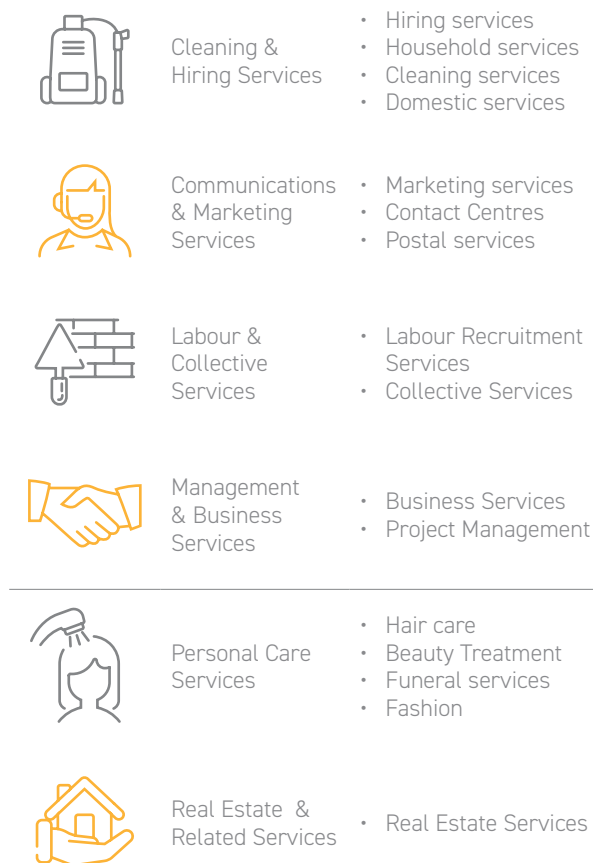 Cleaning &
Hiring Services
• Hiring services
• Household services
• Cleaning services
• Domestic services
Communications
& Marketing
Services
• Marketing services
• Contact Centres
• Postal services
Labour &
Collective
Services
• Labour Recruitment
Services
• Collective Services
Management
& Business
Services
• Business Services
• Project Management
Personal Care
Services
• Hair care
• Beauty Treatment
• Funeral services
• Fashion
Real Estate &
Related Services
• Real Estate Services